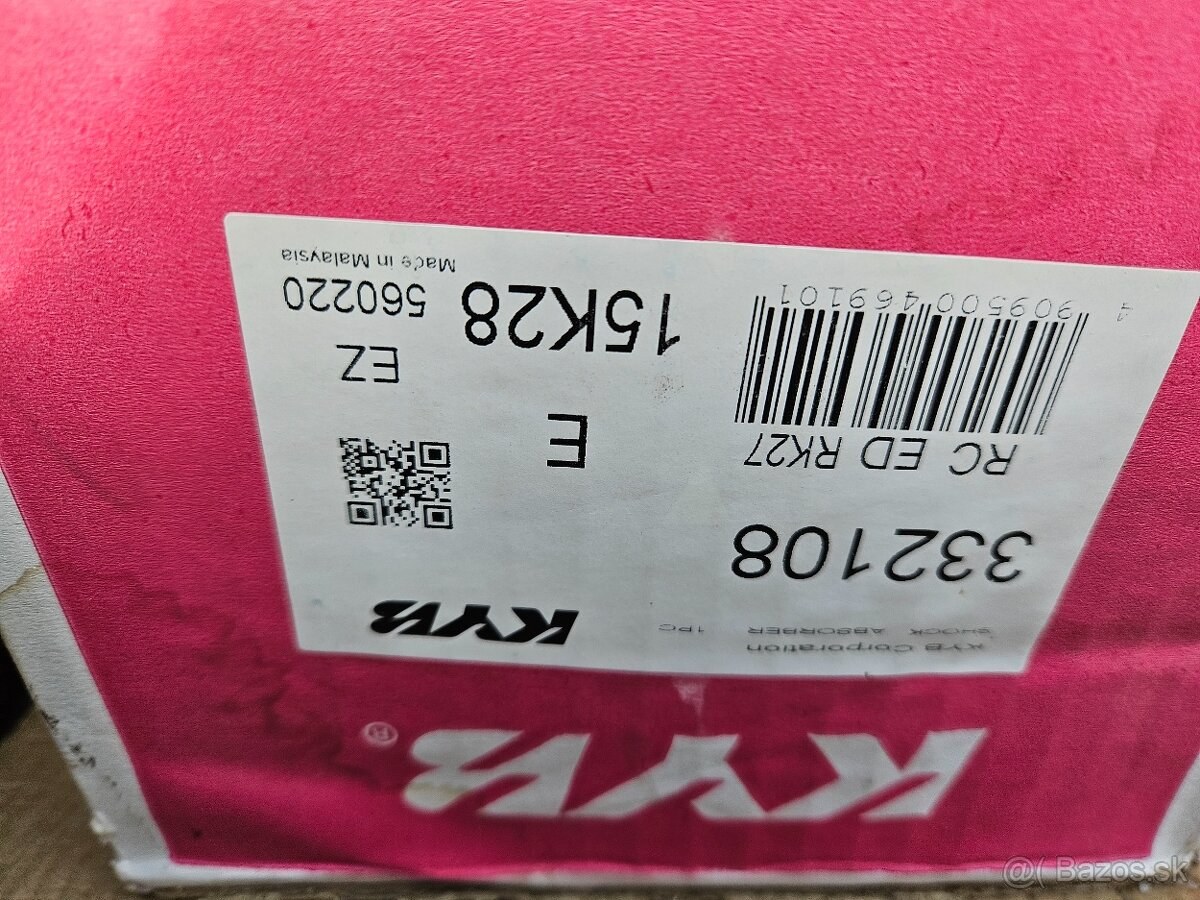 KYB®
KYB Corporation
SHOCK ABSORBER 1PC
KYB
332108
RC ED RK27
E
EZ
4 909500 469101
15K28
560220
Made in Malaysia
Bazos.sk